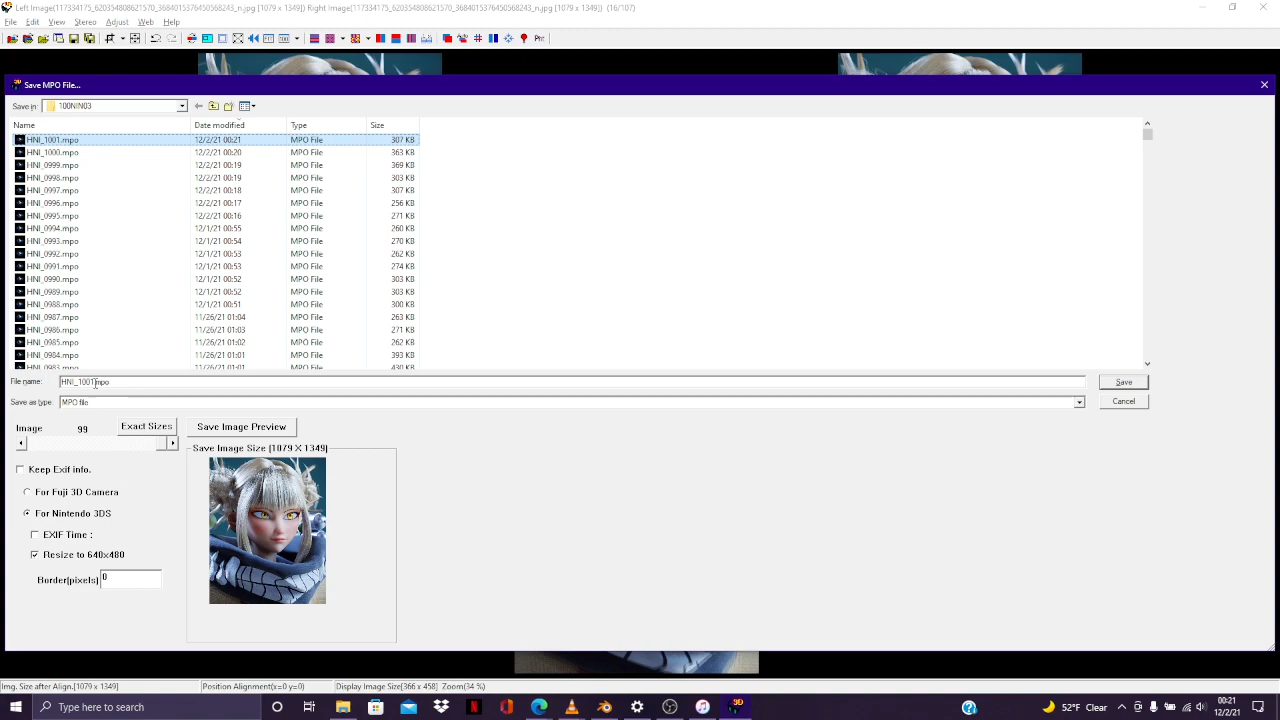 Left Image(117334175_620354808621570_3684015376450568243_n.jpg [1079 x 1349]) Right Image(117334175_620354808621570_3684015376450568243_n.jpg [1079 x 1349]) (16/107)
File Edit View Stereo Adjust Web Help
Save MPO File...
Save in: 100NIN03
Name Date modified Type Size
HNI_1001.mpo 12/2/21 00:21 MPO File 307 KB
HNI_1000.mpo 12/2/21 00:20 MPO File 363 KB
HNI_0999.mpo 12/2/21 00:19 MPO File 369 KB
HNI_0998.mpo 12/2/21 00:19 MPO File 303 KB
HNI_0997.mpo 12/2/21 00:18 MPO File 307 KB
HNI_0996.mpo 12/2/21 00:17 MPO File 256 KB
HNI_0995.mpo 12/2/21 00:16 MPO File 271 KB
HNI_0994.mpo 12/1/21 00:55 MPO File 260 KB
HNI_0993.mpo 12/1/21 00:54 MPO File 270 KB
HNI_0992.mpo 12/1/21 00:53 MPO File 262 KB
HNI_0991.mpo 12/1/21 00:53 MPO File 274 KB
HNI_0990.mpo 12/1/21 00:52 MPO File 303 KB
HNI_0989.mpo 12/1/21 00:52 MPO File 303 KB
HNI_0988.mpo 12/1/21 00:51 MPO File 300 KB
HNI_0987.mpo 11/26/21 01:04 MPO File 263 KB
HNI_0986.mpo 11/26/21 01:03 MPO File 271 KB
HNI_0985.mpo 11/26/21 01:02 MPO File 262 KB
HNI_0984.mpo 11/26/21 01:01 MPO File 393 KB
HNI_0983.mpo 11/26/21 01:01 MPO File 430 KB
File name: HNI_1001.mpo Save
Save as type: MPO file Cancel
Image 99 Exact Sizes Save Image Preview
Save Image Size [1079 X 1349]
Keep Exif info.
For Fuji 3D Camera
For Nintendo 3DS
EXIF Time :
Resize to 640x480
Border(pixels) 0
Img. Size after Align.[1079 x 1349] Position Alignment(x=0 y=0) Display Image Size[366 x 458] Zoom(34 %)
Type here to search
52°F Clear
00:21
12/2/21